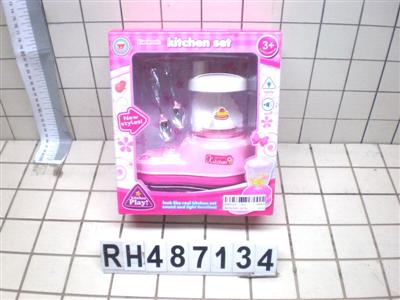 kitchen set
3+
New
styles!
Kitchen
Play!
look like real kitchen set
sound and light function!
RH487134